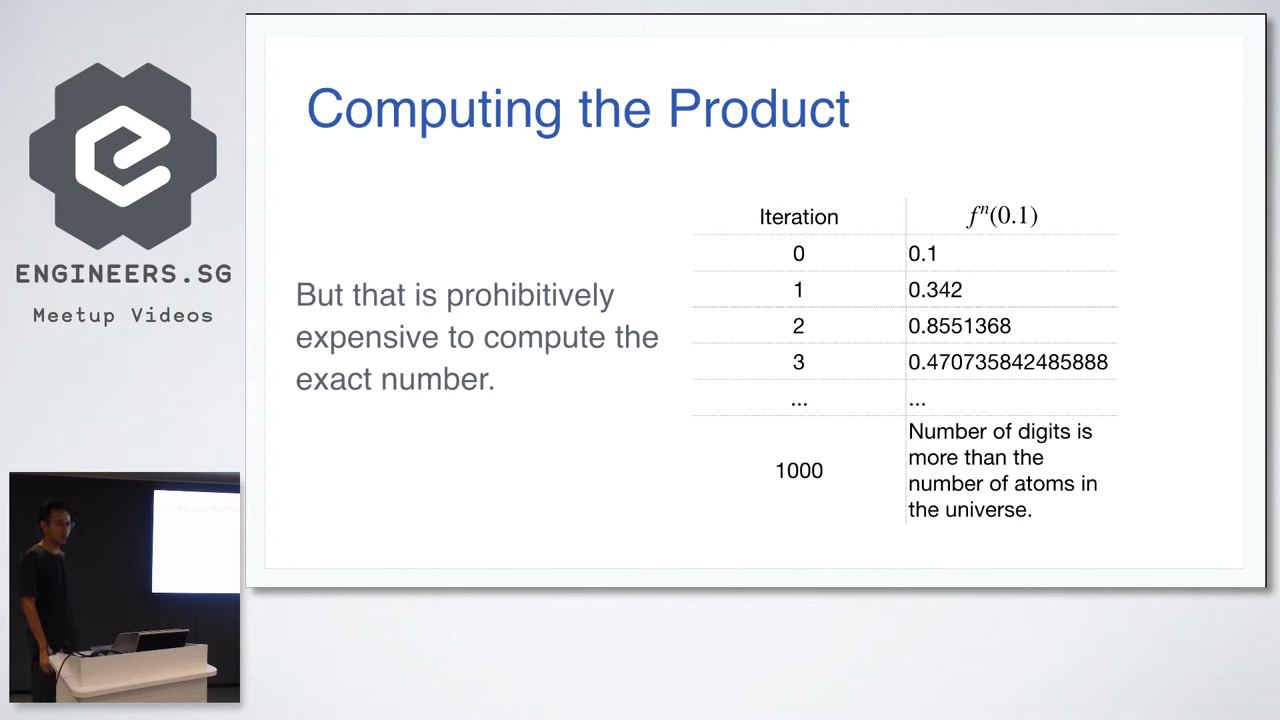 ENGINEERS.SG
Meetup Videos
Computing the Product
But that is prohibitively
expensive to compute the
exact number.
Iteration fⁿ(0.1)
0 0.1
1 0.342
2 0.8551368
3 0.470735842485888
... ...
1000 Number of digits is
more than the
number of atoms in
the universe.